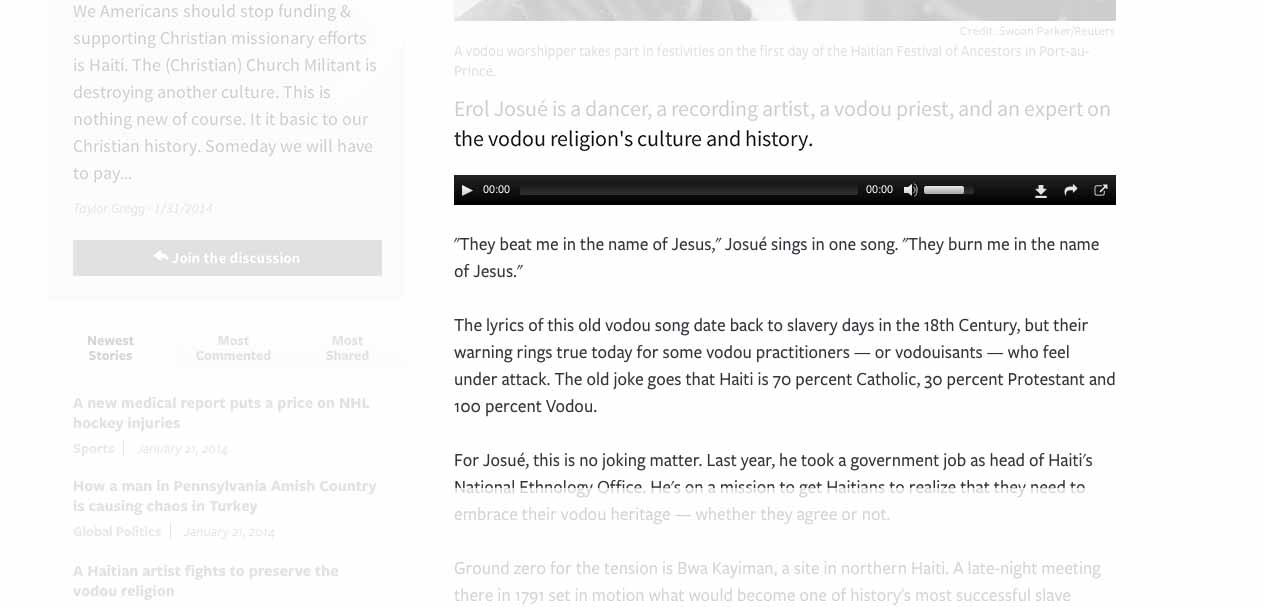 We Americans should stop funding &
supporting Christian missionary efforts
is Haiti. The (Christian) Church Militant is
destroying another culture. This is
nothing new of course. It it basic to our
Christian history. Someday we will have
to pay...
Taylor Gregg · 1/31/2014
Join the discussion
Newest
Stories
Most
Commented
Most
Shared
A new medical report puts a price on NHL
hockey injuries
Sports | January 21, 2014
How a man in Pennsylvania Amish Country
is causing chaos in Turkey
Global Politics | January 21, 2014
A Haitian artist fights to preserve the
vodou religion
Credit: Swoan Parker/Reuters
A vodou worshipper takes part in festivities on the first day of the Haitian Festival of Ancestors in Port-au-
Prince.
Erol Josué is a dancer, a recording artist, a vodou priest, and an expert on
the vodou religion's culture and history.
00:00 00:00
"They beat me in the name of Jesus," Josué sings in one song. "They burn me in the name
of Jesus."
The lyrics of this old vodou song date back to slavery days in the 18th Century, but their
warning rings true today for some vodou practitioners — or vodouisants — who feel
under attack. The old joke goes that Haiti is 70 percent Catholic, 30 percent Protestant and
100 percent Vodou.
For Josué, this is no joking matter. Last year, he took a government job as head of Haiti's
National Ethnology Office. He's on a mission to get Haitians to realize that they need to
embrace their vodou heritage — whether they agree or not.
Ground zero for the tension is Bwa Kayiman, a site in northern Haiti. A late-night meeting
there in 1791 set in motion what would become one of history's most successful slave